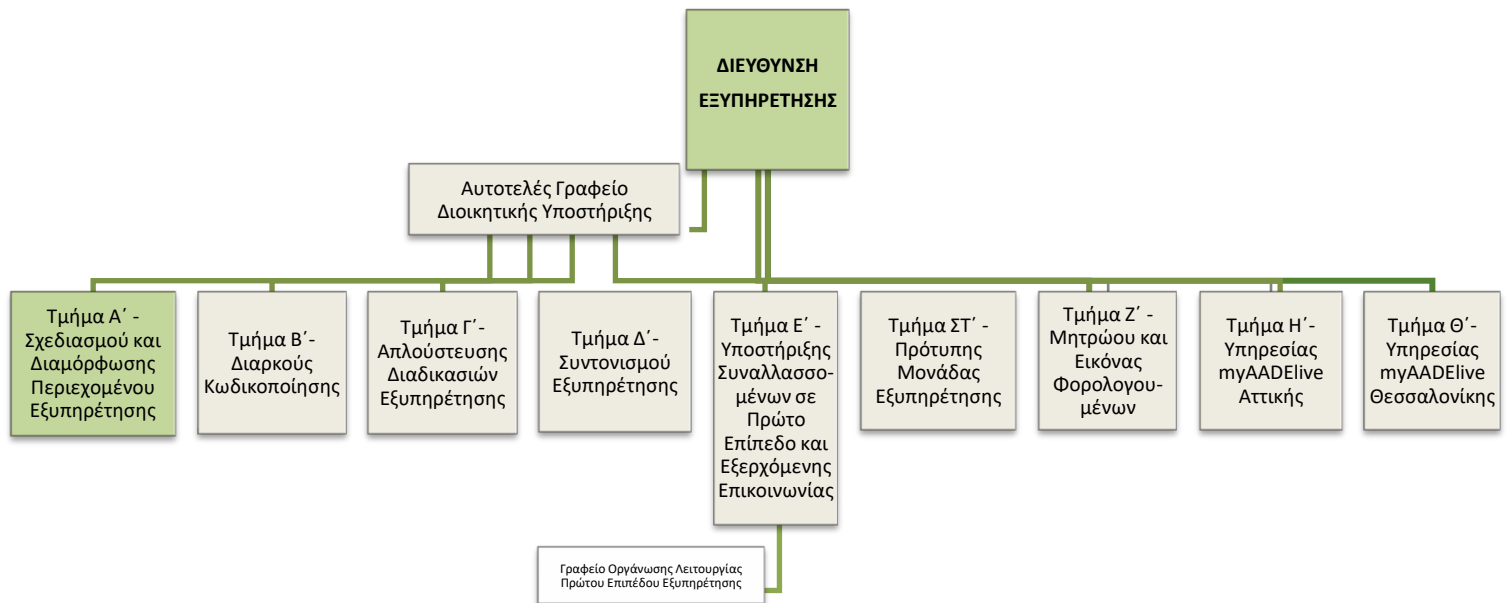 ΔΙΕΥΘΥΝΣΗ
ΕΞΥΠΗΡΕΤΗΣΗΣ
Αυτοτελές Γραφείο
Διοικητικής Υποστήριξης
Τμήμα Α΄ -
Σχεδιασμού και
Διαμόρφωσης
Περιεχομένου
Εξυπηρέτησης
Τμήμα Β΄-
Διαρκούς
Κωδικοποίησης
Τμήμα Γ΄-
Απλούστευσης
Διαδικασιών
Εξυπηρέτησης
Τμήμα Δ΄-
Συντονισμού
Εξυπηρέτησης
Τμήμα Ε΄ -
Υποστήριξης
Συναλλασσο-
μένων σε
Πρώτο
Επίπεδο και
Εξερχόμενης
Επικοινωνίας
Τμήμα ΣΤ΄ -
Πρότυπης
Μονάδας
Εξυπηρέτησης
Τμήμα Ζ΄ -
Μητρώου και
Εικόνας
Φορολογου-
μένων
Τμήμα Η΄-
Υπηρεσίας
myAADElive
Αττικής
Τμήμα Θ΄-
Υπηρεσίας
myAADElive
Θεσσαλονίκης
Γραφείο Οργάνωσης Λειτουργίας
Πρώτου Επιπέδου Εξυπηρέτησης